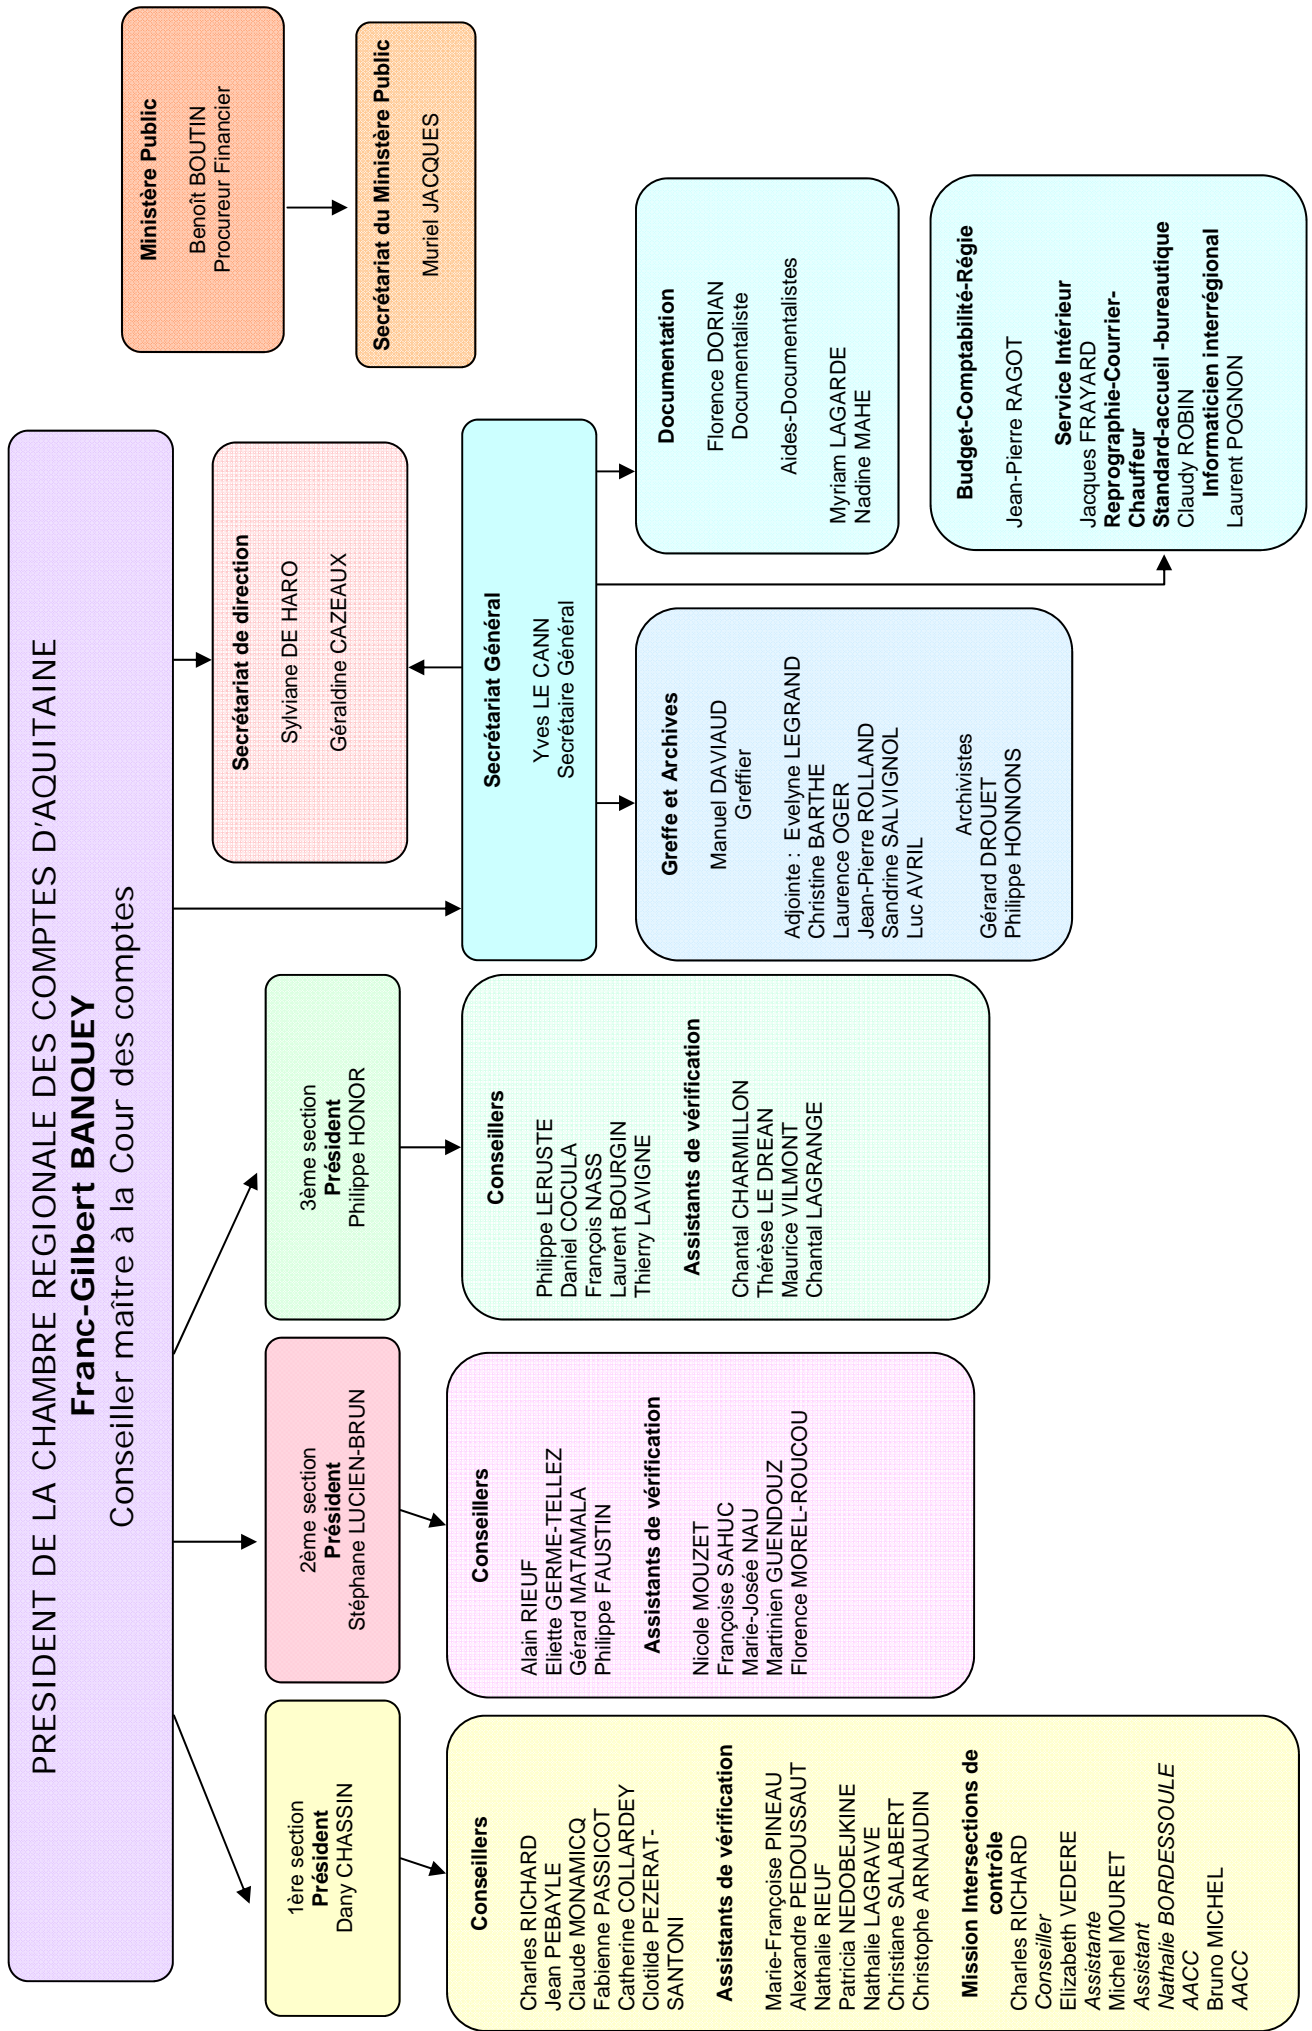 PRESIDENT DE LA CHAMBRE REGIONALE DES COMPTES D'AQUITAINE
Franc-Gilbert BANQUEY
Conseiller maître à la Cour des comptes
Ministère Public
Benoît BOUTIN
Procureur Financier
Secrétariat du Ministère Public
Muriel JACQUES
1ère section
Président
Dany CHASSIN
2ème section
Président
Stéphane LUCIEN-BRUN
3ème section
Président
Philippe HONOR
Secrétariat de direction
Sylviane DE HARO
Géraldine CAZEAUX
Secrétariat Général
Yves LE CANN
Secrétaire Général
Conseillers
Charles RICHARD
Jean PEBAYLE
Claude MONAMICQ
Fabienne PASSICOT
Catherine COLLARDEY
Clotilde PEZERAT-
SANTONI
Assistants de vérification
Marie-Françoise PINEAU
Alexandre PEDOUSSAUT
Nathalie RIEUF
Patricia NEDOBEJKINE
Nathalie LAGRAVE
Christiane SALABERT
Christophe ARNAUDIN
Mission Intersections de
contrôle
Charles RICHARD
Conseiller
Elizabeth VEDERE
Assistante
Michel MOURET
Assistant
Nathalie BORDESSOULE
AACC
Bruno MICHEL
AACC
Conseillers
Alain RIEUF
Eliette GERME-TELLEZ
Gérard MATAMALA
Philippe FAUSTIN
Assistants de vérification
Nicole MOUZET
Françoise SAHUC
Marie-Josée NAU
Martinien GUENDOUZ
Florence MOREL-ROUCOU
Conseillers
Philippe LERUSTE
Daniel COCULA
François NASS
Laurent BOURGIN
Thierry LAVIGNE
Assistants de vérification
Chantal CHARMILLON
Thérèse LE DREAN
Maurice VILMONT
Chantal LAGRANGE
Greffe et Archives
Manuel DAVIAUD
Greffier
Adjointe : Evelyne LEGRAND
Christine BARTHE
Laurence OGER
Jean-Pierre ROLLAND
Sandrine SALVIGNOL
Luc AVRIL
Archivistes
Gérard DROUET
Philippe HONNONS
Documentation
Florence DORIAN
Documentaliste
Aides-Documentalistes
Myriam LAGARDE
Nadine MAHE
Budget-Comptabilité-Régie
Jean-Pierre RAGOT
Service Intérieur
Jacques FRAYARD
Reprographie-Courrier-
Chauffeur
Standard-accueil -bureautique
Claudy ROBIN
Informaticien interrégional
Laurent POGNON